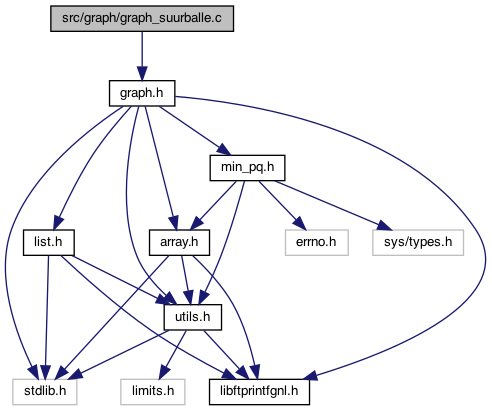 src/graph/graph_suurballe.c
graph.h
min_pq.h
list.h
array.h
errno.h
sys/types.h
utils.h
stdlib.h
limits.h
libftprintfgnl.h